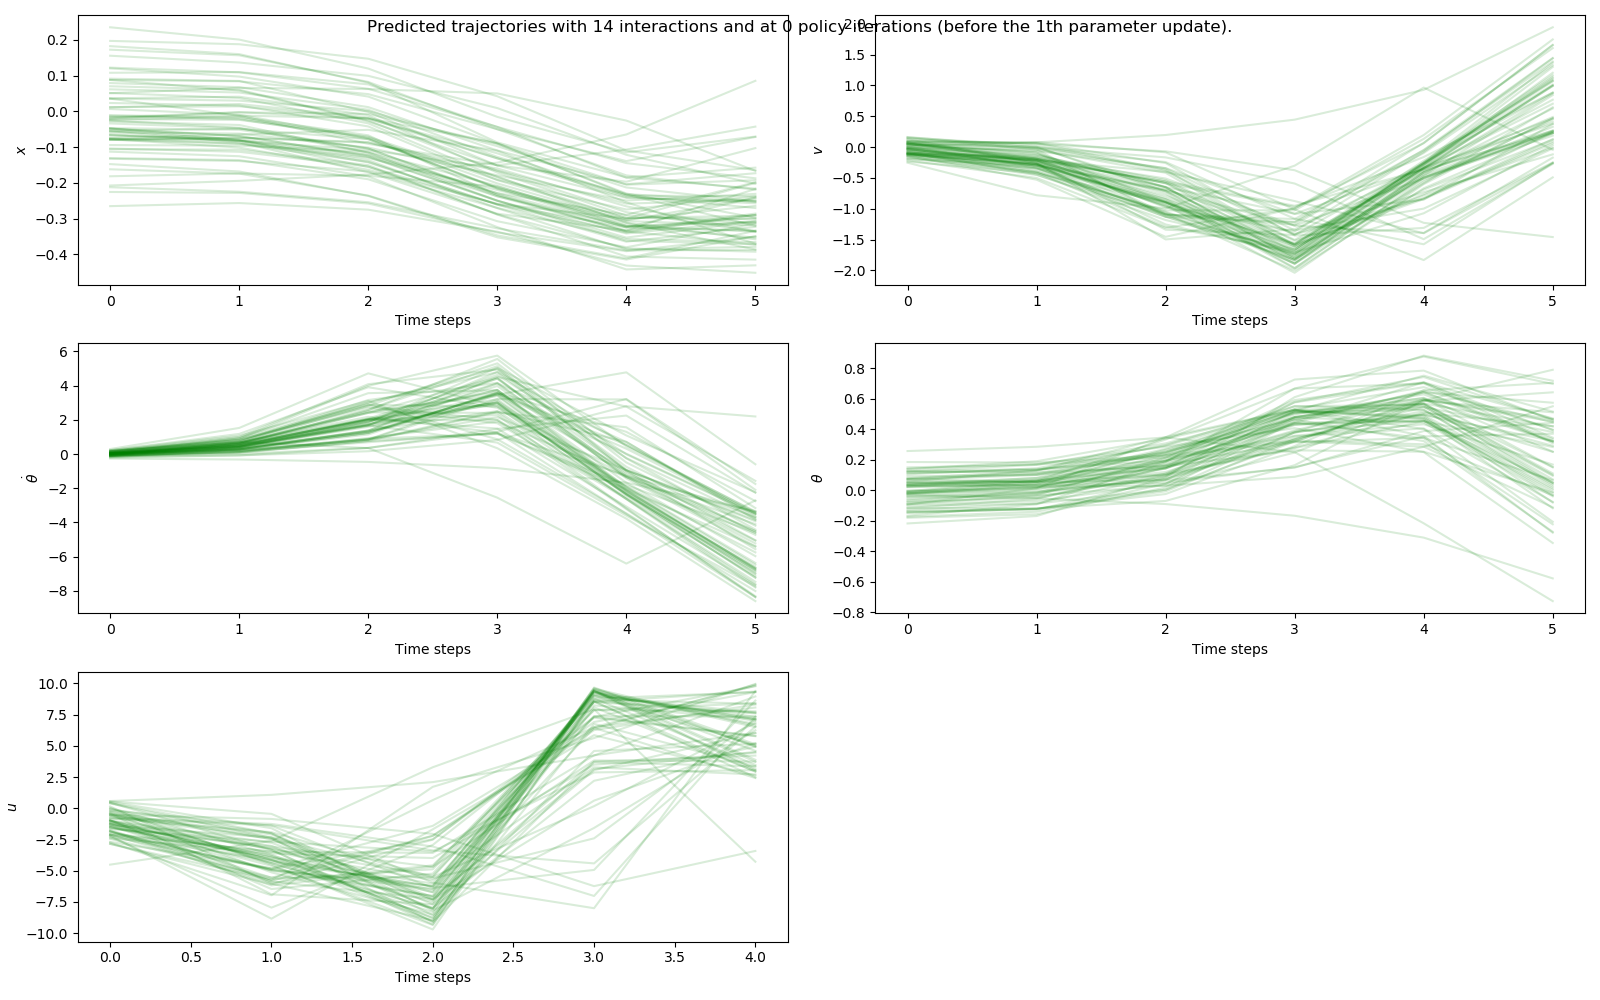 Predicted trajectories with 14 interactions and at 0 policy iterations (before the 1th parameter update).
0.2
0.1
0.0
−0.1
−0.2
−0.3
−0.4
x
0 1 2 3 4 5
Time steps
2.0
1.5
1.0
0.5
0.0
−0.5
−1.0
−1.5
−2.0
v
0 1 2 3 4 5
Time steps
6
4
2
0
−2
−4
−6
−8
θ̇
0 1 2 3 4 5
Time steps
0.8
0.6
0.4
0.2
0.0
−0.2
−0.4
−0.6
−0.8
θ
0 1 2 3 4 5
Time steps
10.0
7.5
5.0
2.5
0.0
−2.5
−5.0
−7.5
−10.0
u
0.0 0.5 1.0 1.5 2.0 2.5 3.0 3.5 4.0
Time steps